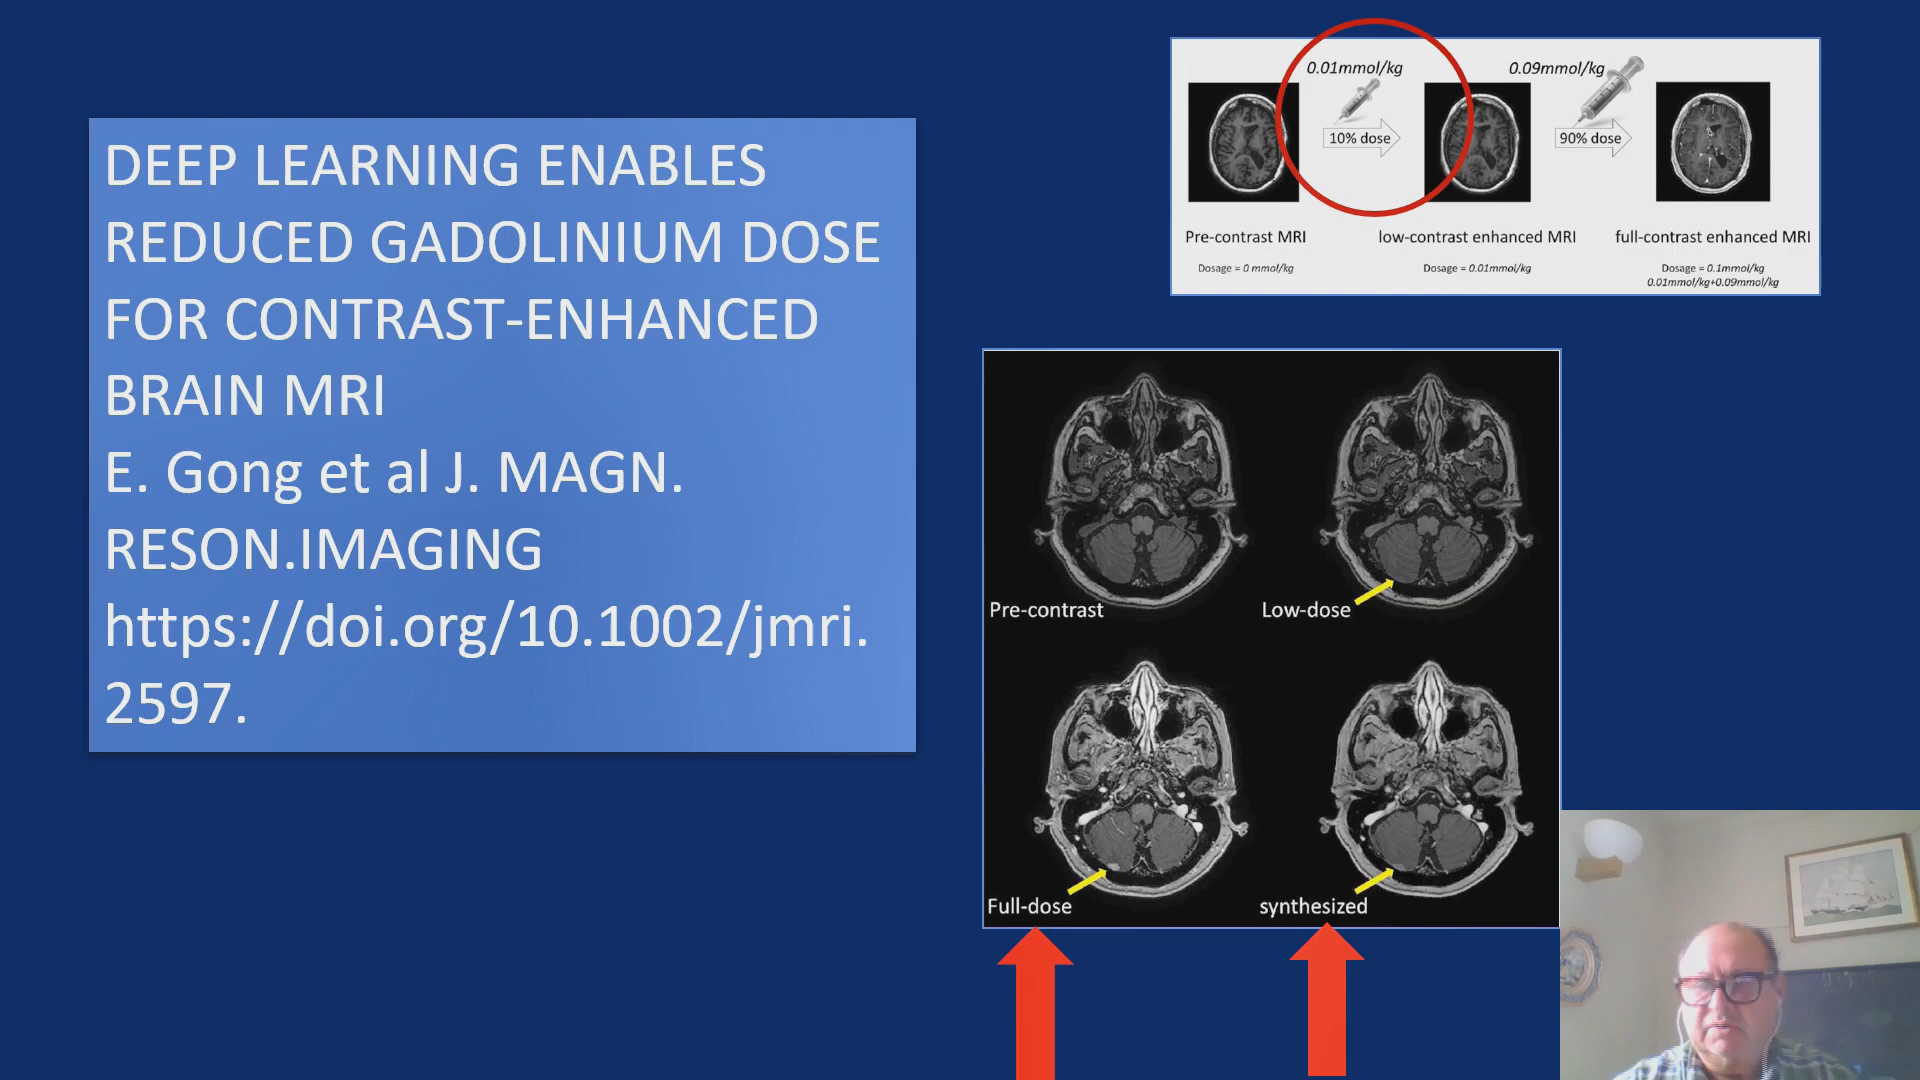 DEEP LEARNING ENABLES
REDUCED GADOLINIUM DOSE
FOR CONTRAST-ENHANCED
BRAIN MRI
E. Gong et al J. MAGN.
RESON.IMAGING
https://doi.org/10.1002/jmri.
2597.
0.01mmol/kg
0.09mmol/kg
10% dose
90% dose
Pre-contrast MRI
low-contrast enhanced MRI
full-contrast enhanced MRI
Dosage = 0 mmol/kg
Dosage = 0.01mmol/kg
Dosage = 0.1mmol/kg
0.01mmol/kg+0.09mmol/kg
Pre-contrast
Low-dose
Full-dose
synthesized